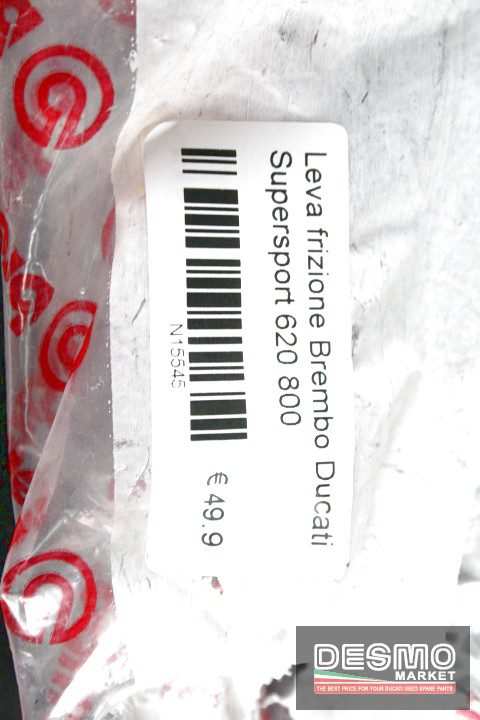 Leva frizione Brembo Ducati
Supersport 620 800
N15545
€ 49.9
DESMO
MARKET
THE BEST PRICE FOR YOUR DUCATI USED SPARE PARTS